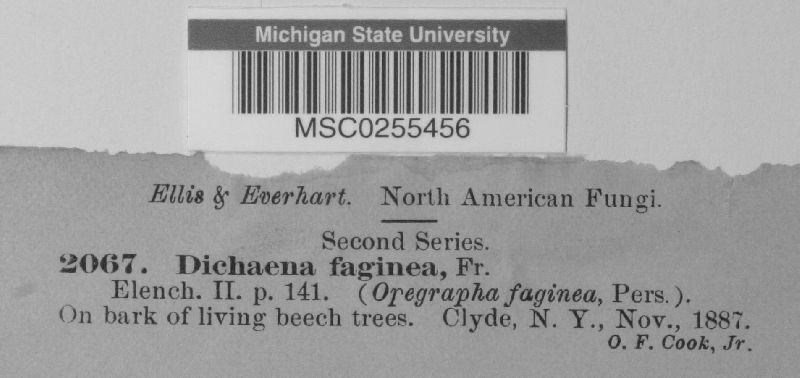 Michigan State University
MSC0255456
Ellis & Everhart. North American Fungi.
Second Series.
2067. Dichaena faginea, Fr.
Elench. II. p. 141. (Opegrapha faginea, Pers.).
On bark of living beech trees. Clyde, N. Y., Nov., 1887.
O. F. Cook, Jr.